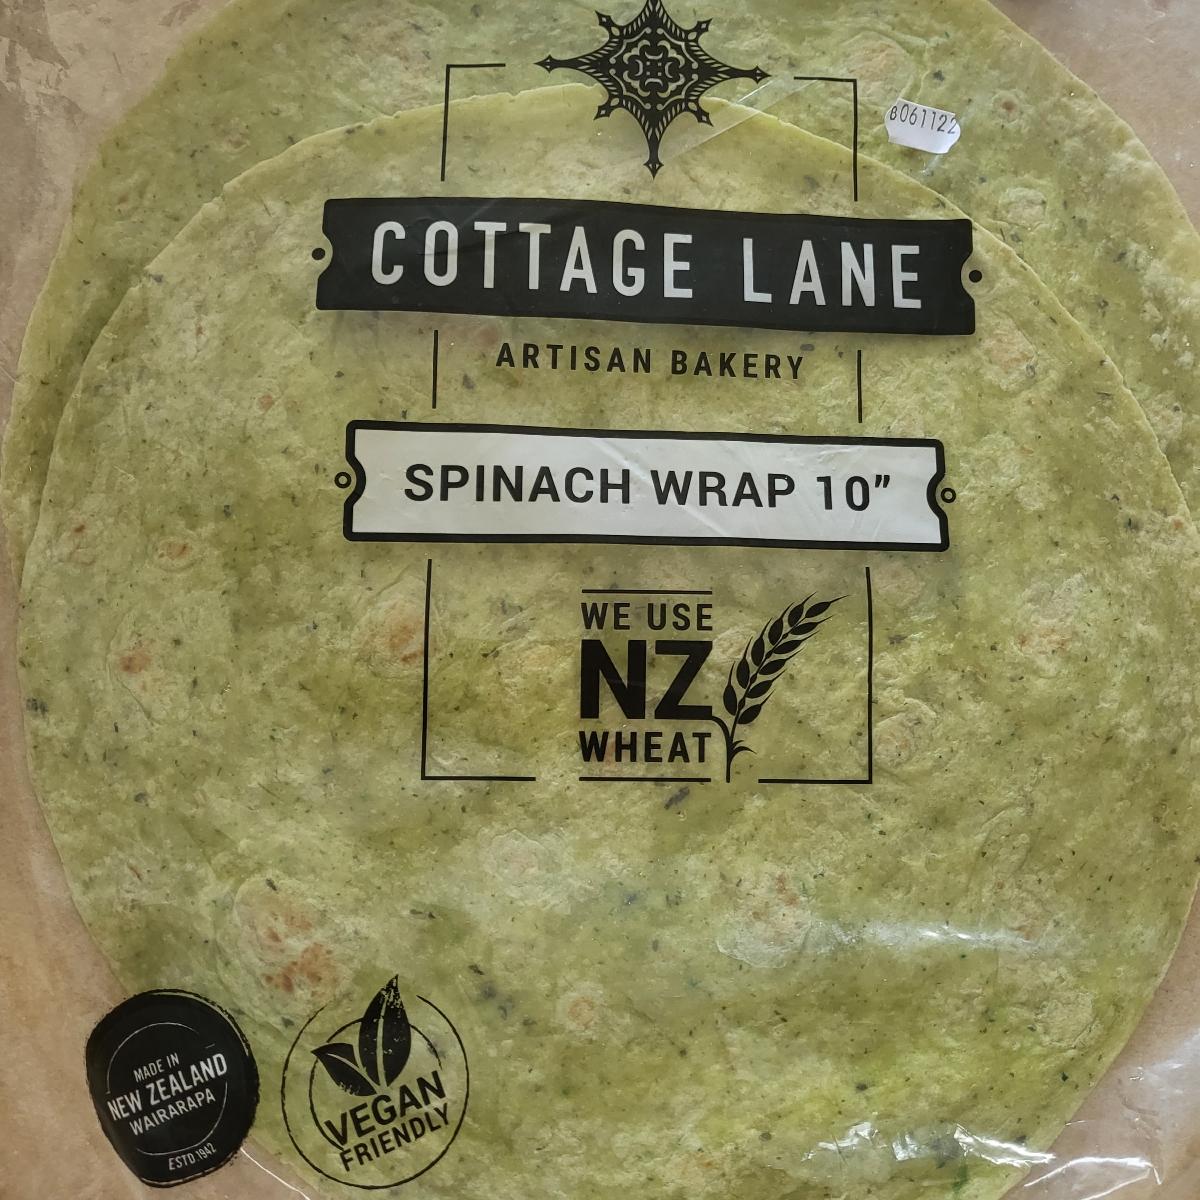 B061122
COTTAGE LANE
ARTISAN BAKERY
SPINACH WRAP 10”
WE USE
NZ
WHEAT
MADE IN
NEW ZEALAND
WAIRARAPA
ESTD.1942
VEGAN
FRIENDLY